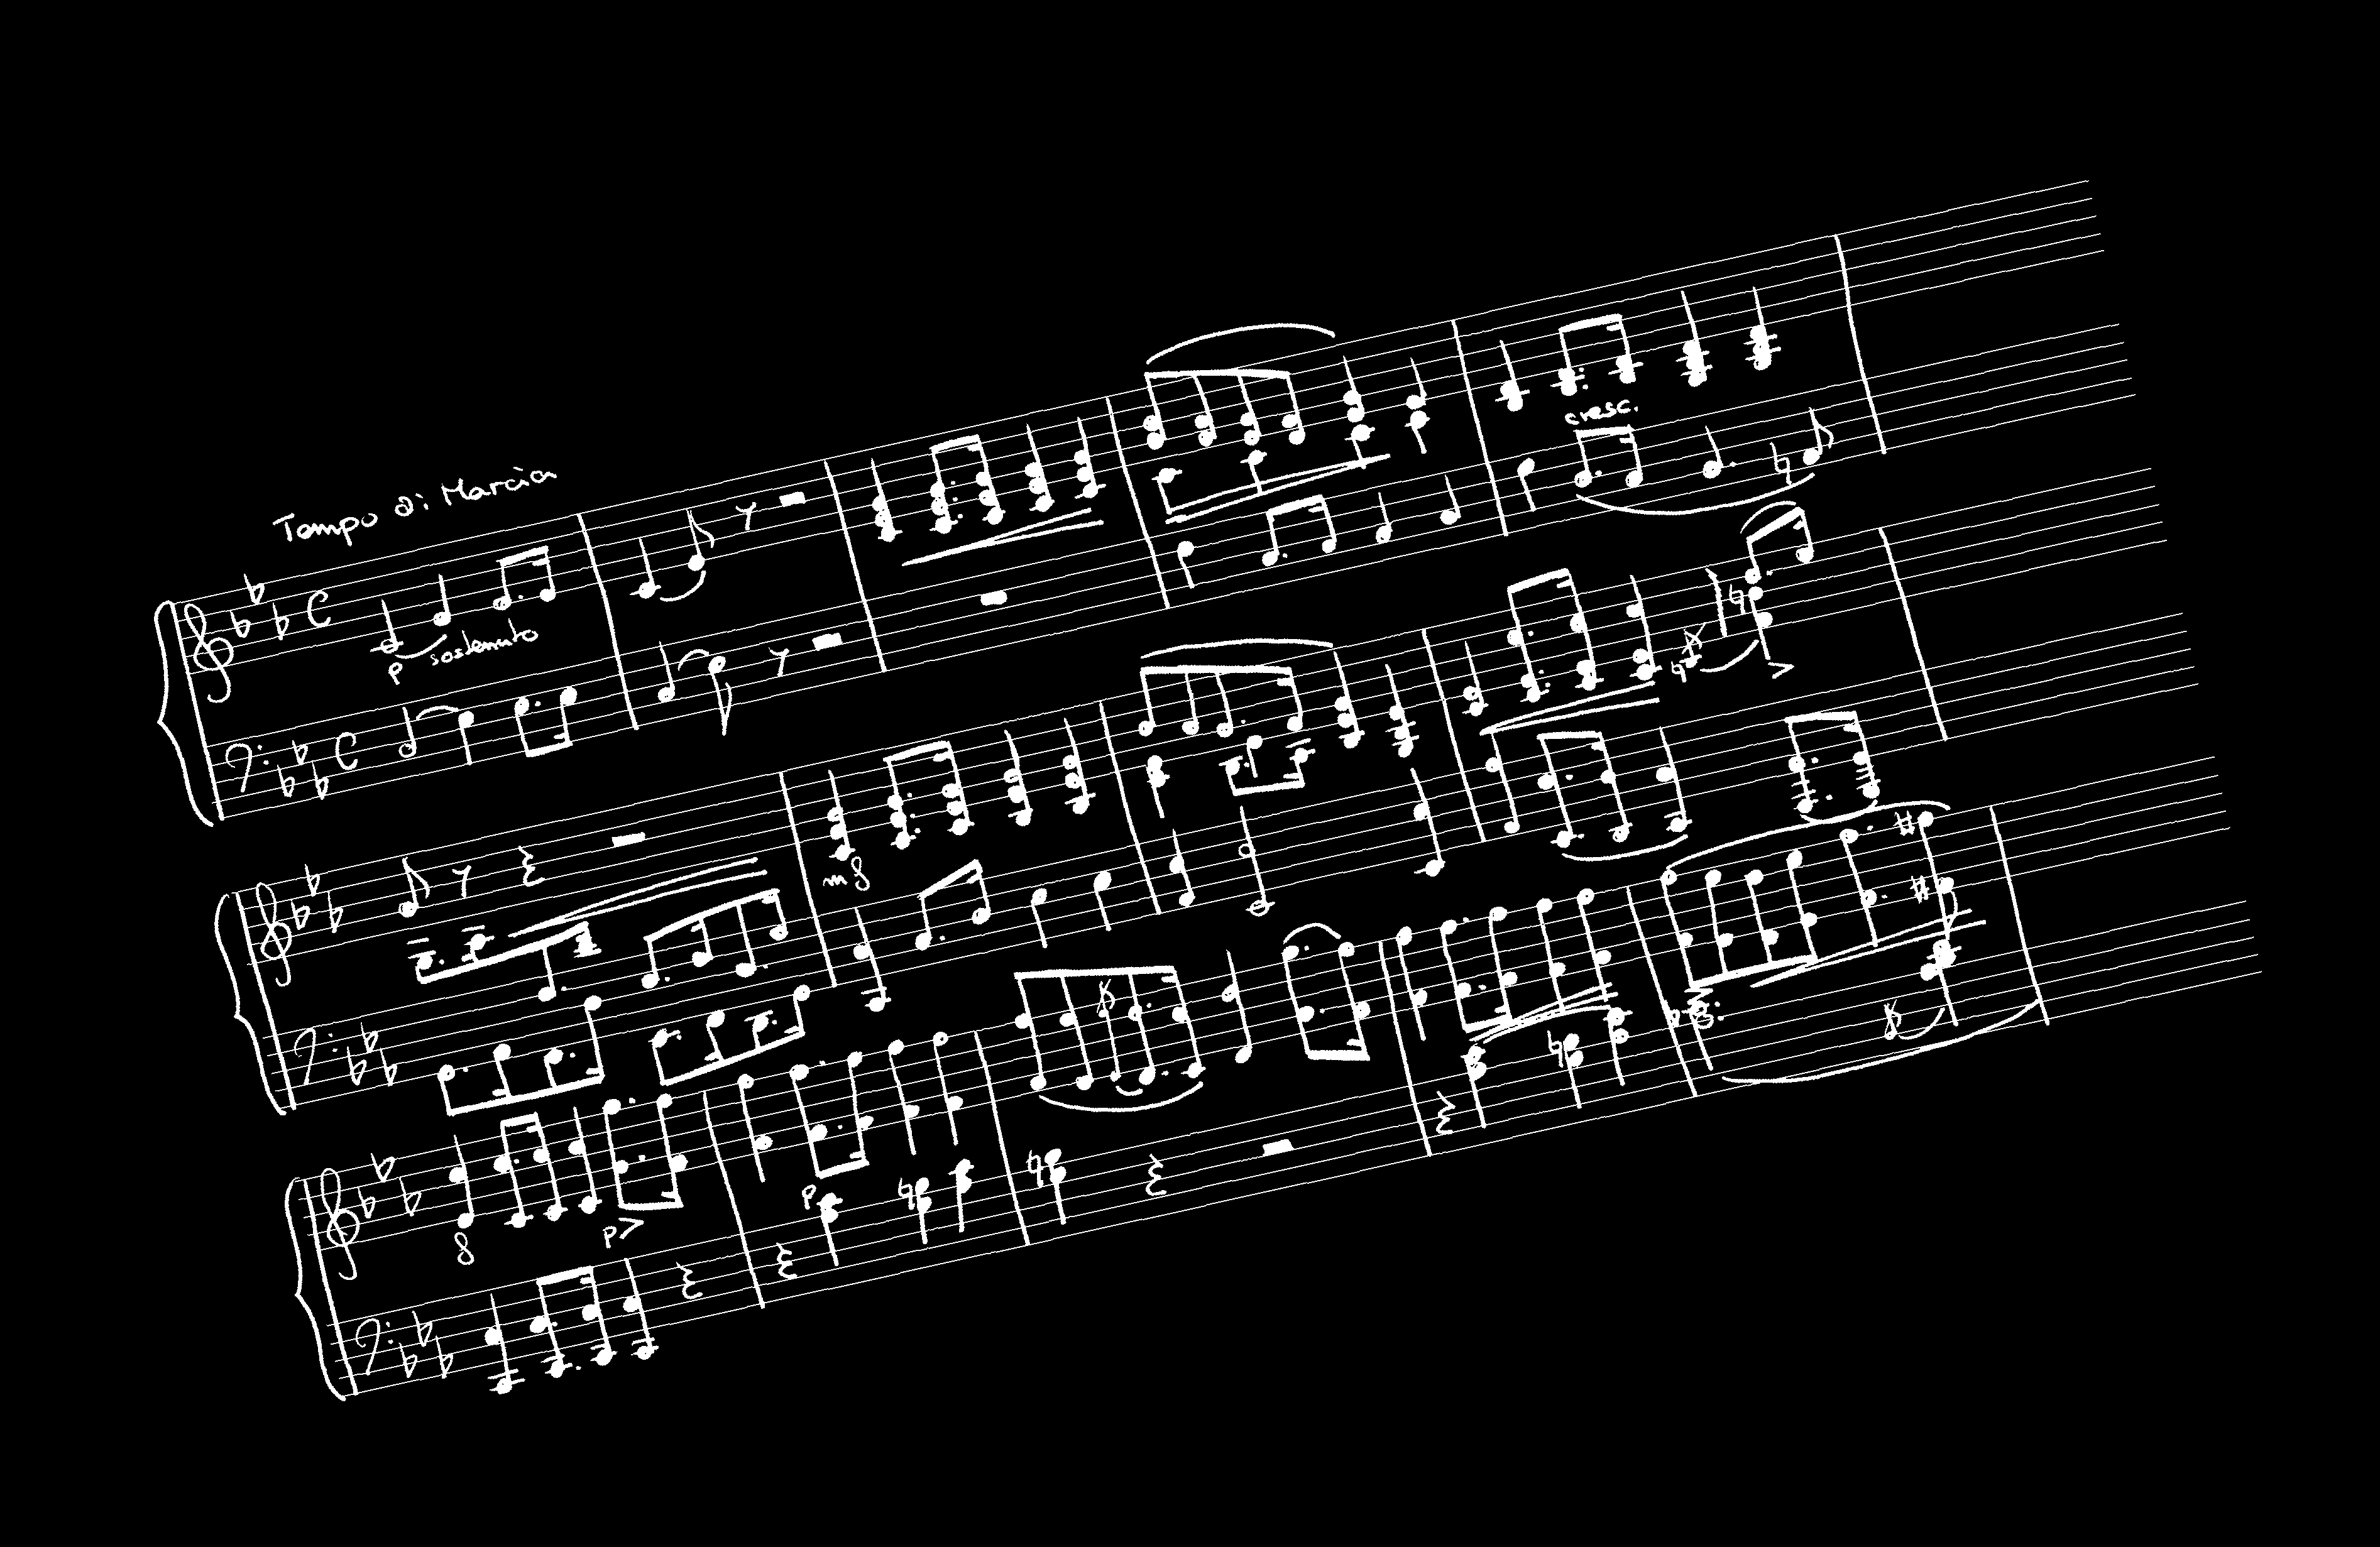 Tempo di Marcia
p sostenuto
cresc.
mf
f
p
p